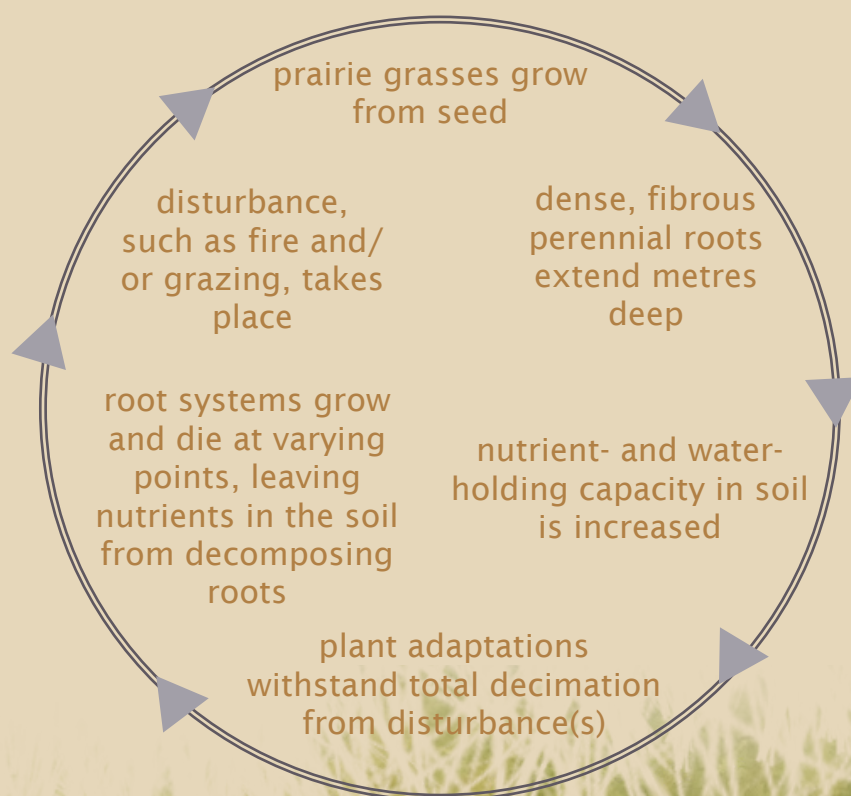 prairie grasses grow
from seed
dense, fibrous
perennial roots
extend metres
deep
nutrient- and water-
holding capacity in soil
is increased
plant adaptations
withstand total decimation
from disturbance(s)
root systems grow
and die at varying
points, leaving
nutrients in the soil
from decomposing
roots
disturbance,
such as fire and/
or grazing, takes
place